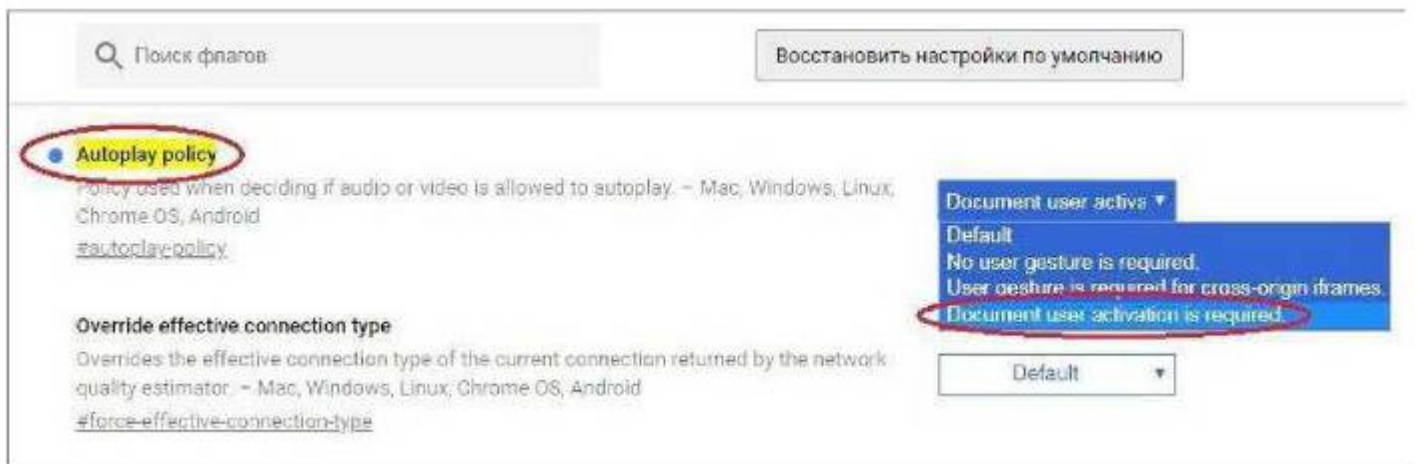 Поиск флагов
Восстановить настройки по умолчанию
Autoplay policy
Policy used when deciding if audio or video is allowed to autoplay. – Mac, Windows, Linux,
Chrome OS, Android
#autoplay-policy
Document user activa
Default
No user gesture is required.
User gesture is required for cross-origin iframes.
Document user activation is required.
Override effective connection type
Overrides the effective connection type of the current connection returned by the network
quality estimator. – Mac, Windows, Linux, Chrome OS, Android
#force-effective-connection-type
Default